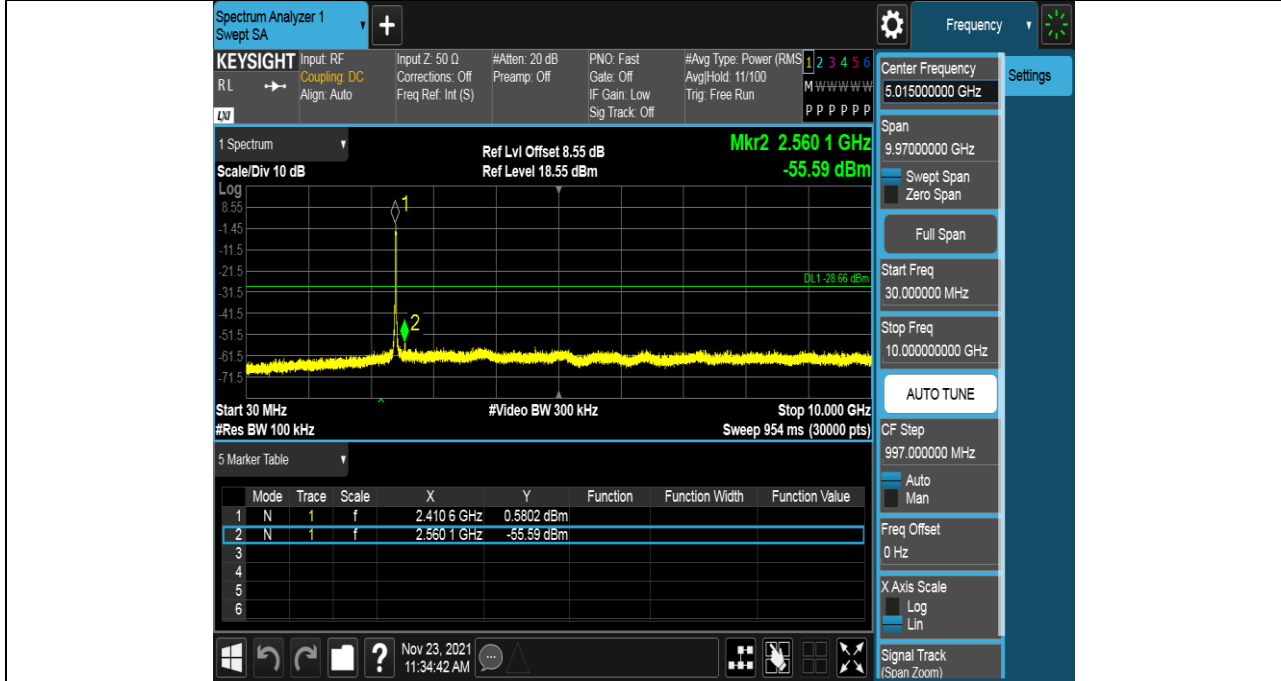 Spectrum Analyzer 1
Swept SA
+
Frequency
KEYSIGHT
RL
LXI
Input: RF
Coupling: DC
Align: Auto
Input Z: 50 Ω
Corrections: Off
Freq Ref: Int (S)
#Atten: 20 dB
Preamp: Off
PNO: Fast
Gate: Off
IF Gain: Low
Sig Track: Off
#Avg Type: Power (RMS
Avg|Hold: 11/100
Trig: Free Run
1 2 3 4 5 6
M W W W W W
P P P P P P
1 Spectrum
Scale/Div 10 dB
Ref Lvl Offset 8.55 dB
Ref Level 18.55 dBm
Mkr2 2.560 1 GHz
-55.59 dBm
Log
8.55
-1.45
-11.5
-21.5
-31.5
-41.5
-51.5
-61.5
-71.5
1
2
DL1 -28.66 dBm
Start 30 MHz
#Video BW 300 kHz
Stop 10.000 GHz
#Res BW 100 kHz
Sweep 954 ms (30000 pts)
5 Marker Table
Mode Trace Scale X Y Function Function Width Function Value
1 N 1 f 2.410 6 GHz 0.5802 dBm
2 N 1 f 2.560 1 GHz -55.59 dBm
3
4
5
6
?
Nov 23, 2021
11:34:42 AM
Center Frequency
5.015000000 GHz
Settings
Span
9.97000000 GHz
Swept Span
Zero Span
Full Span
Start Freq
30.000000 MHz
Stop Freq
10.000000000 GHz
AUTO TUNE
CF Step
997.000000 MHz
Auto
Man
Freq Offset
0 Hz
X Axis Scale
Log
Lin
Signal Track
(Span Zoom)